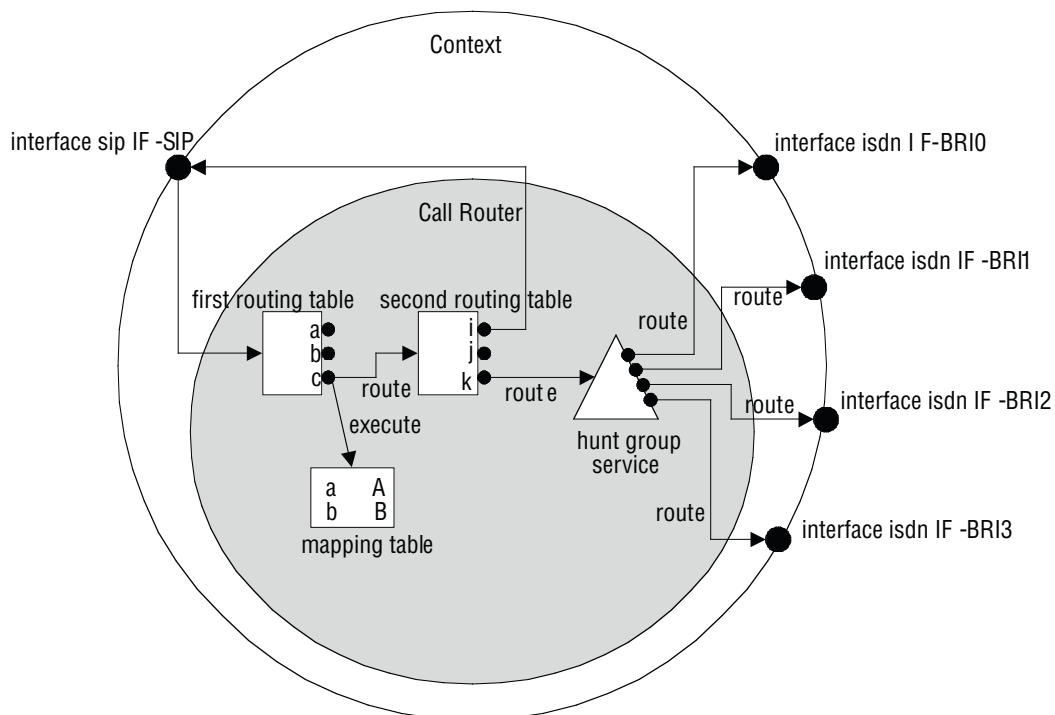 Context
interface sip IF -SIP
interface isdn I F-BRI0
Call Router
interface isdn IF -BRI1
route
first routing table
second routing table
route
a
b
c
i
j
k
route
route
execute
interface isdn IF -BRI2
route
hunt group
service
a A
b B
mapping table
route
interface isdn IF -BRI3